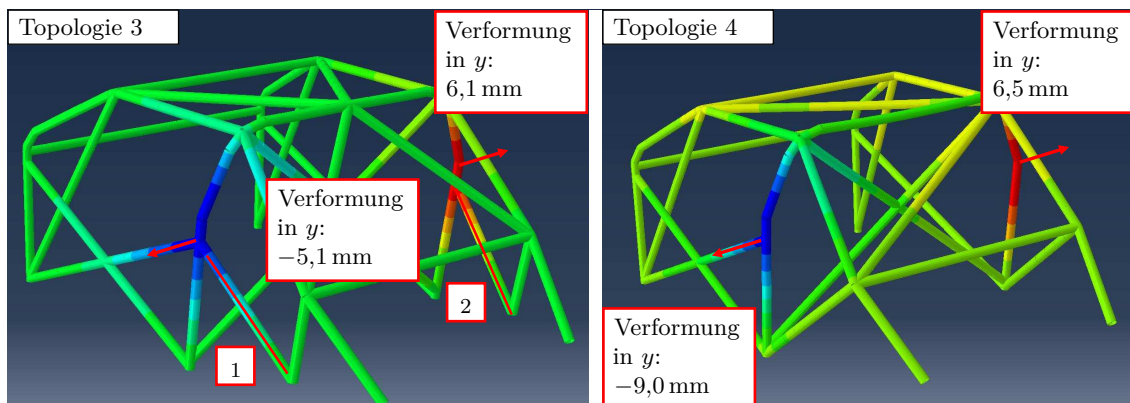 Topologie 3
Verformung
in y:
6,1 mm
Verformung
in y:
−5,1 mm
1
2
Topologie 4
Verformung
in y:
6,5 mm
Verformung
in y:
−9,0 mm